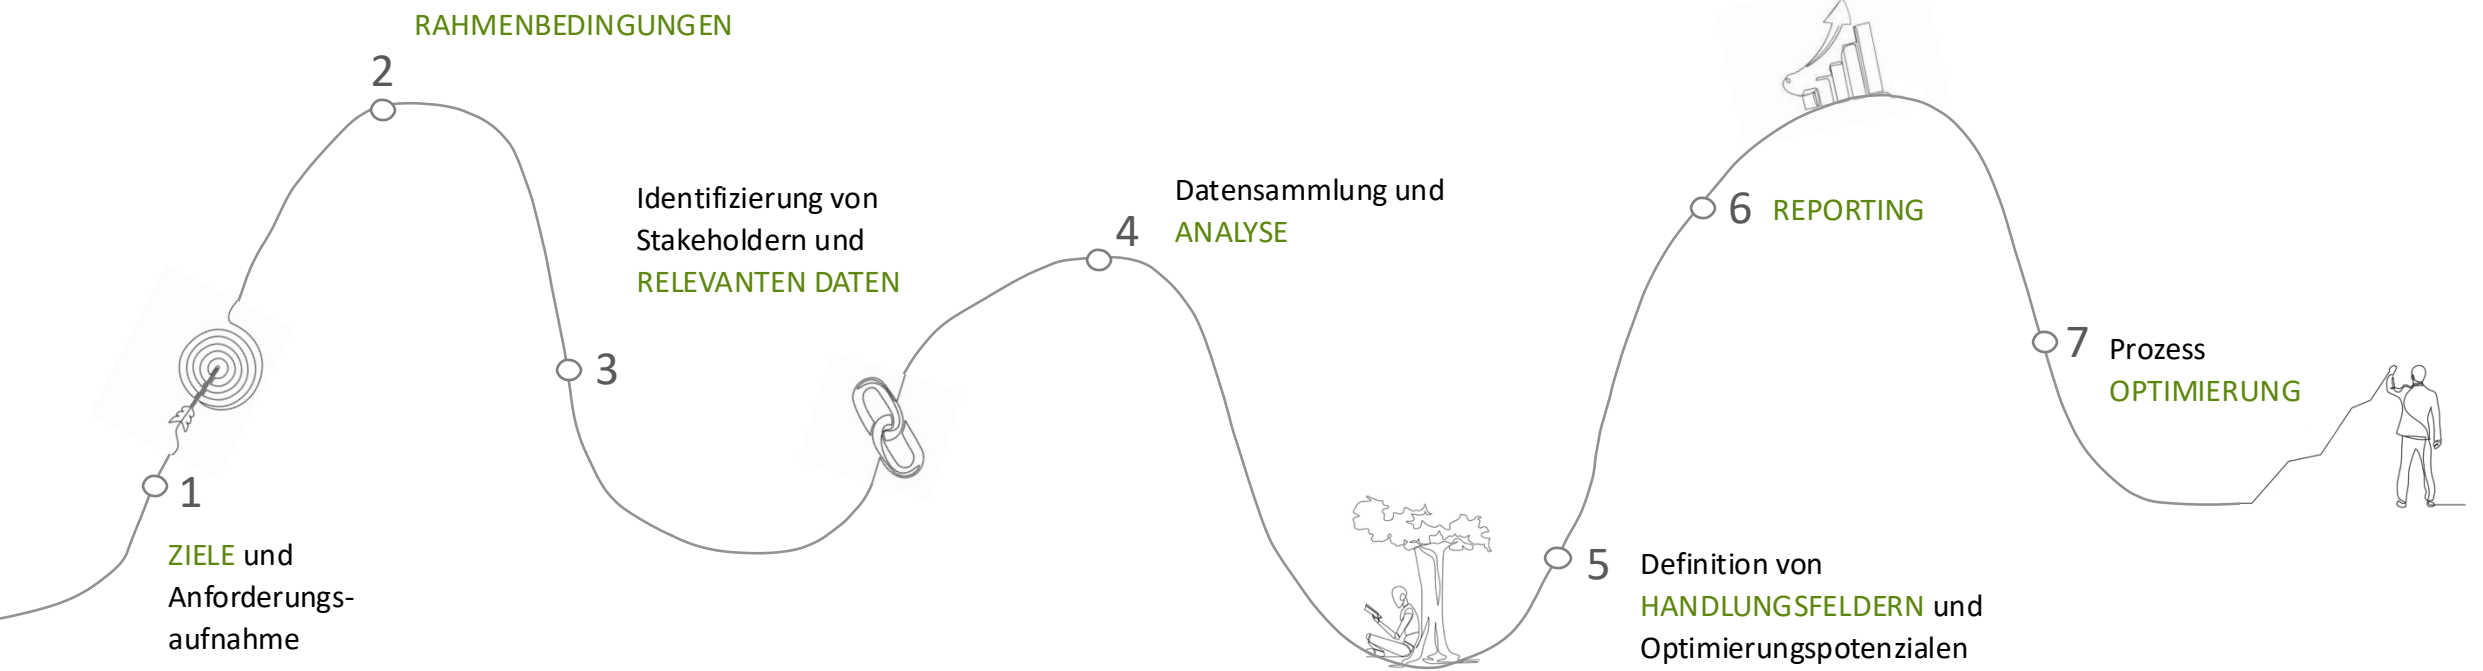 RAHMENBEDINGUNGEN
2
Identifizierung von
Stakeholdern und
RELEVANTEN DATEN
3
Datensammlung und
ANALYSE
4
6 REPORTING
7 Prozess
OPTIMIERUNG
1
ZIELE und
Anforderungs-
aufnahme
5 Definition von
HANDLUNGSFELDERN und
Optimierungspotenzialen